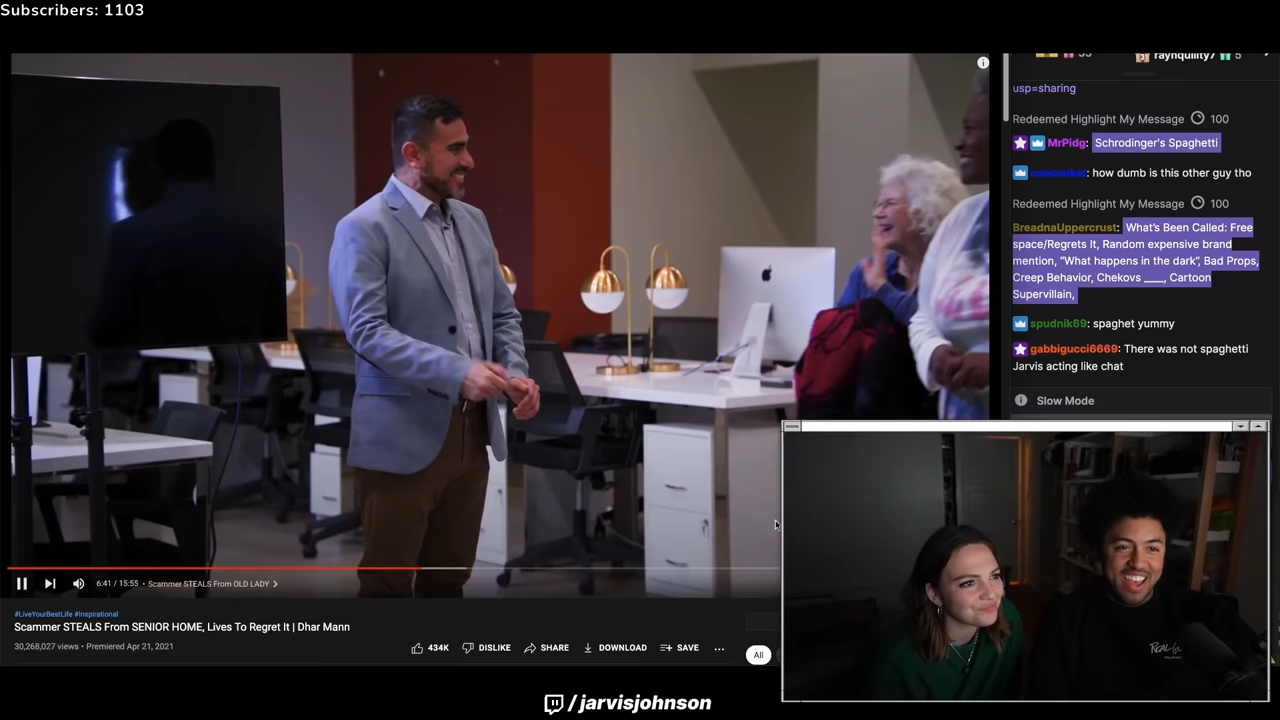 Subscribers: 1103
raynquility7 5
usp=sharing
Redeemed Highlight My Message 100
MrPidg: Schrodinger's Spaghetti
: how dumb is this other guy tho
Redeemed Highlight My Message 100
BreadnaUppercrust: What's Been Called: Free
space/Regrets It, Random expensive brand
mention, "What happens in the dark", Bad Props,
Creep Behavior, Chekovs ____, Cartoon
Supervillain,
spudnik69: spaghet yummy
gabbigucci6669: There was not spaghetti
Jarvis acting like chat
Slow Mode
6:41 / 15:55 • Scammer STEALS From OLD LADY
#LiveYourBestLife #Inspirational
Scammer STEALS From SENIOR HOME, Lives To Regret It | Dhar Mann
30,268,027 views • Premiered Apr 21, 2021
434K DISLIKE SHARE DOWNLOAD SAVE ...
All
REAL
/jarvisjohnson